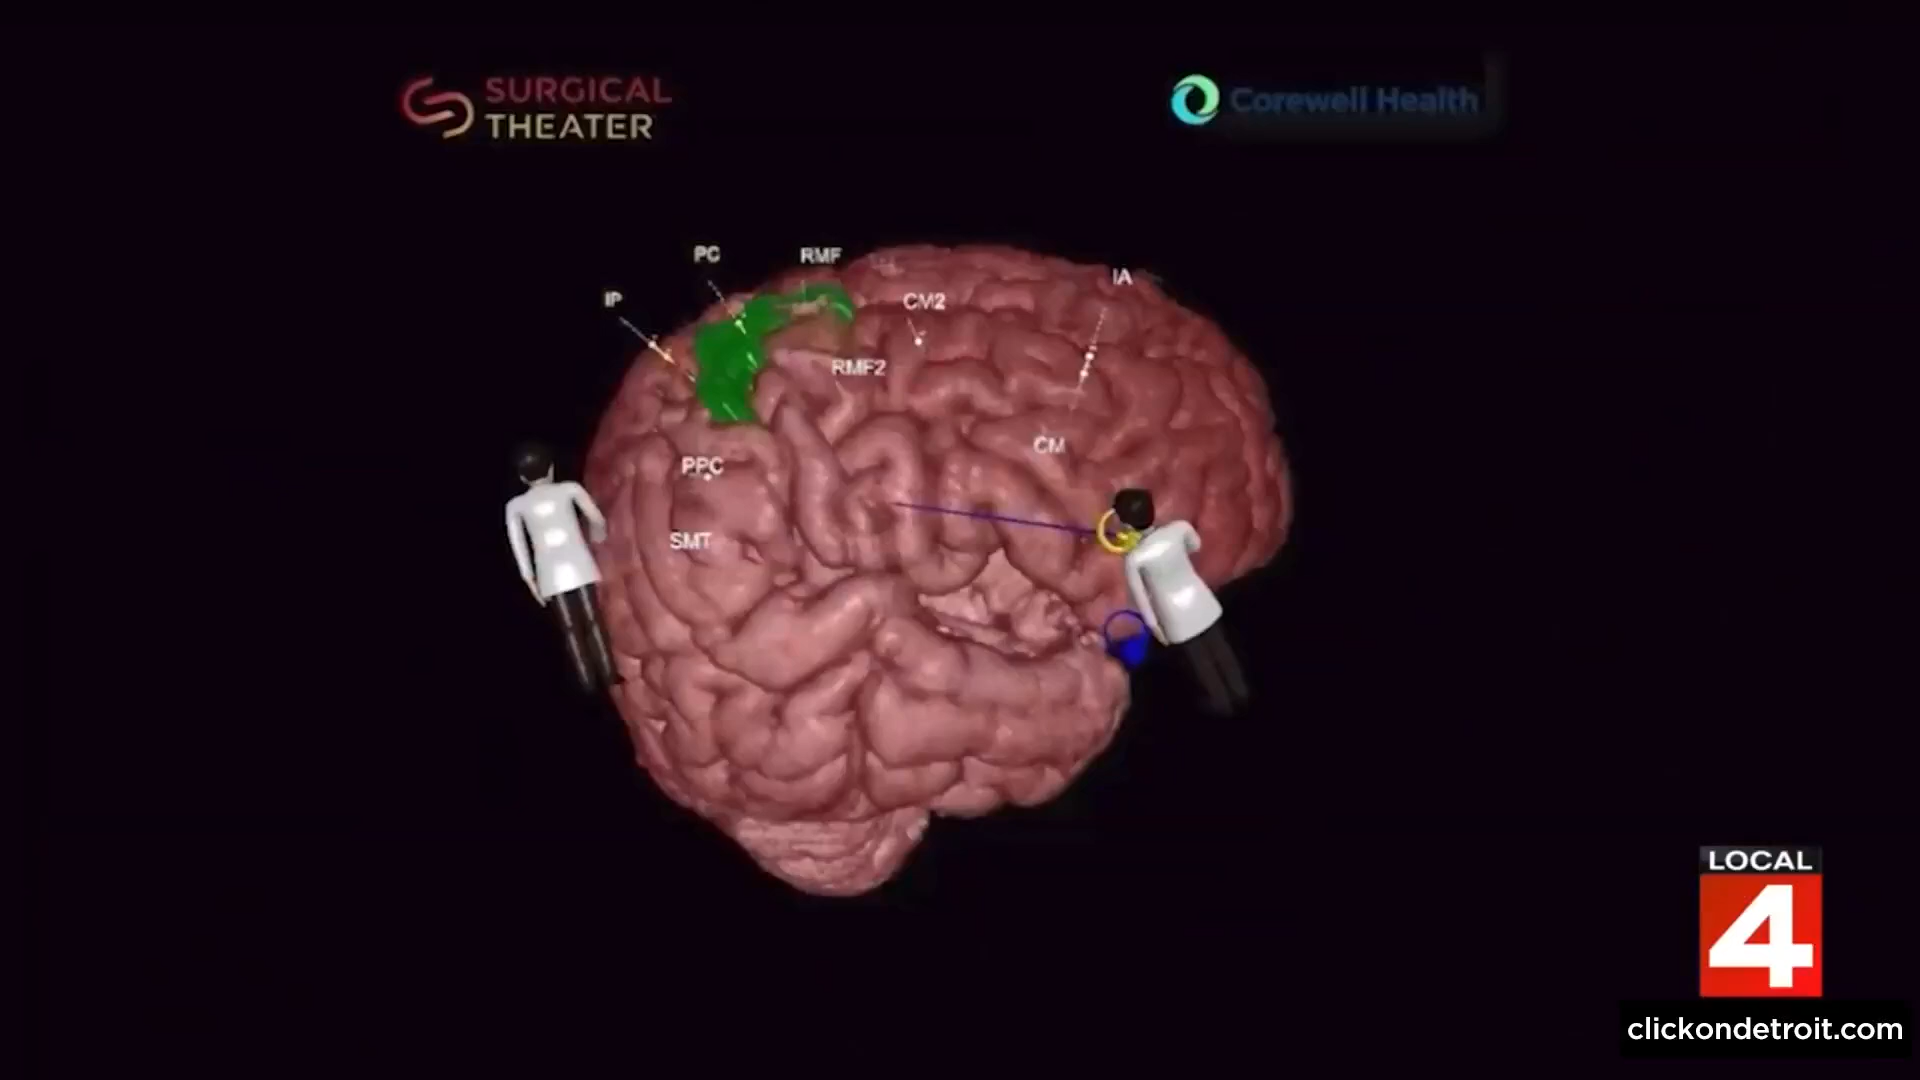 SURGICAL
THEATER
Corewell Health
PC
RMF
IA
IP
CM2
RMF2
CM
PPC
SMT
LOCAL
4
clickondetroit.com